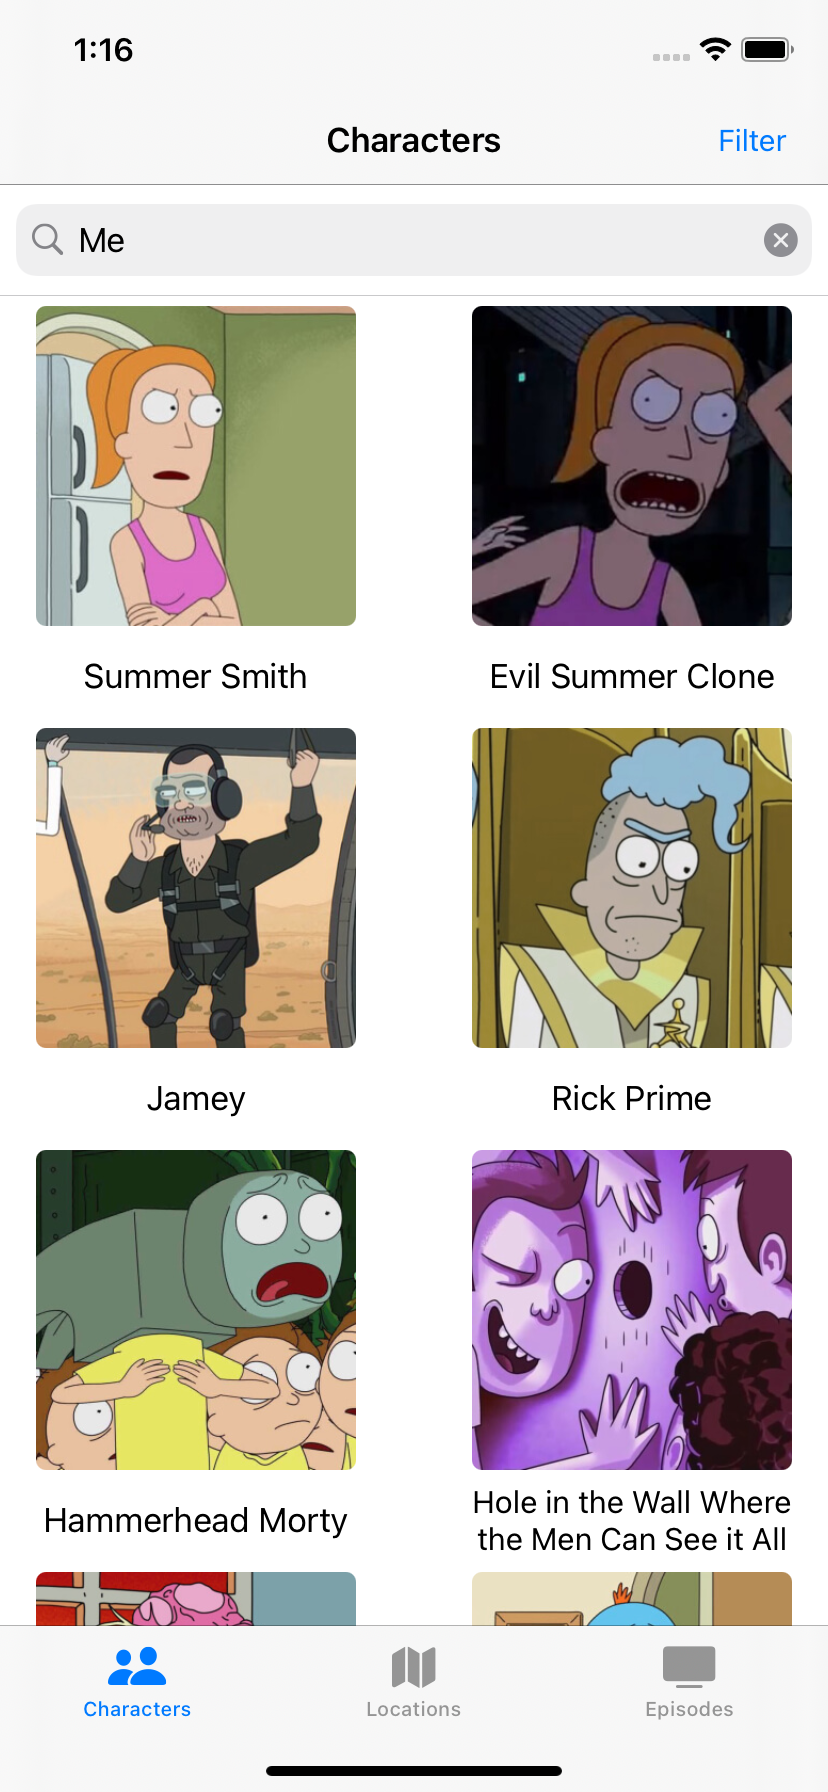 1:16
Characters
Filter
Me
Summer Smith
Evil Summer Clone
Jamey
Rick Prime
Hammerhead Morty
Hole in the Wall Where
the Men Can See it All
Characters
Locations
Episodes